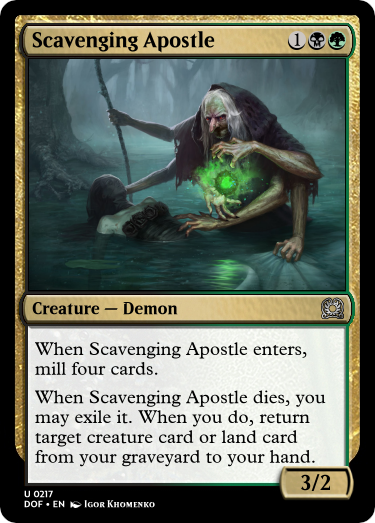 Scavenging Apostle 1
Creature — Demon
When Scavenging Apostle enters,
mill four cards.
When Scavenging Apostle dies, you
may exile it. When you do, return
target creature card or land card
from your graveyard to your hand.
3/2
U 0217
DOF • EN Igor Khomenko